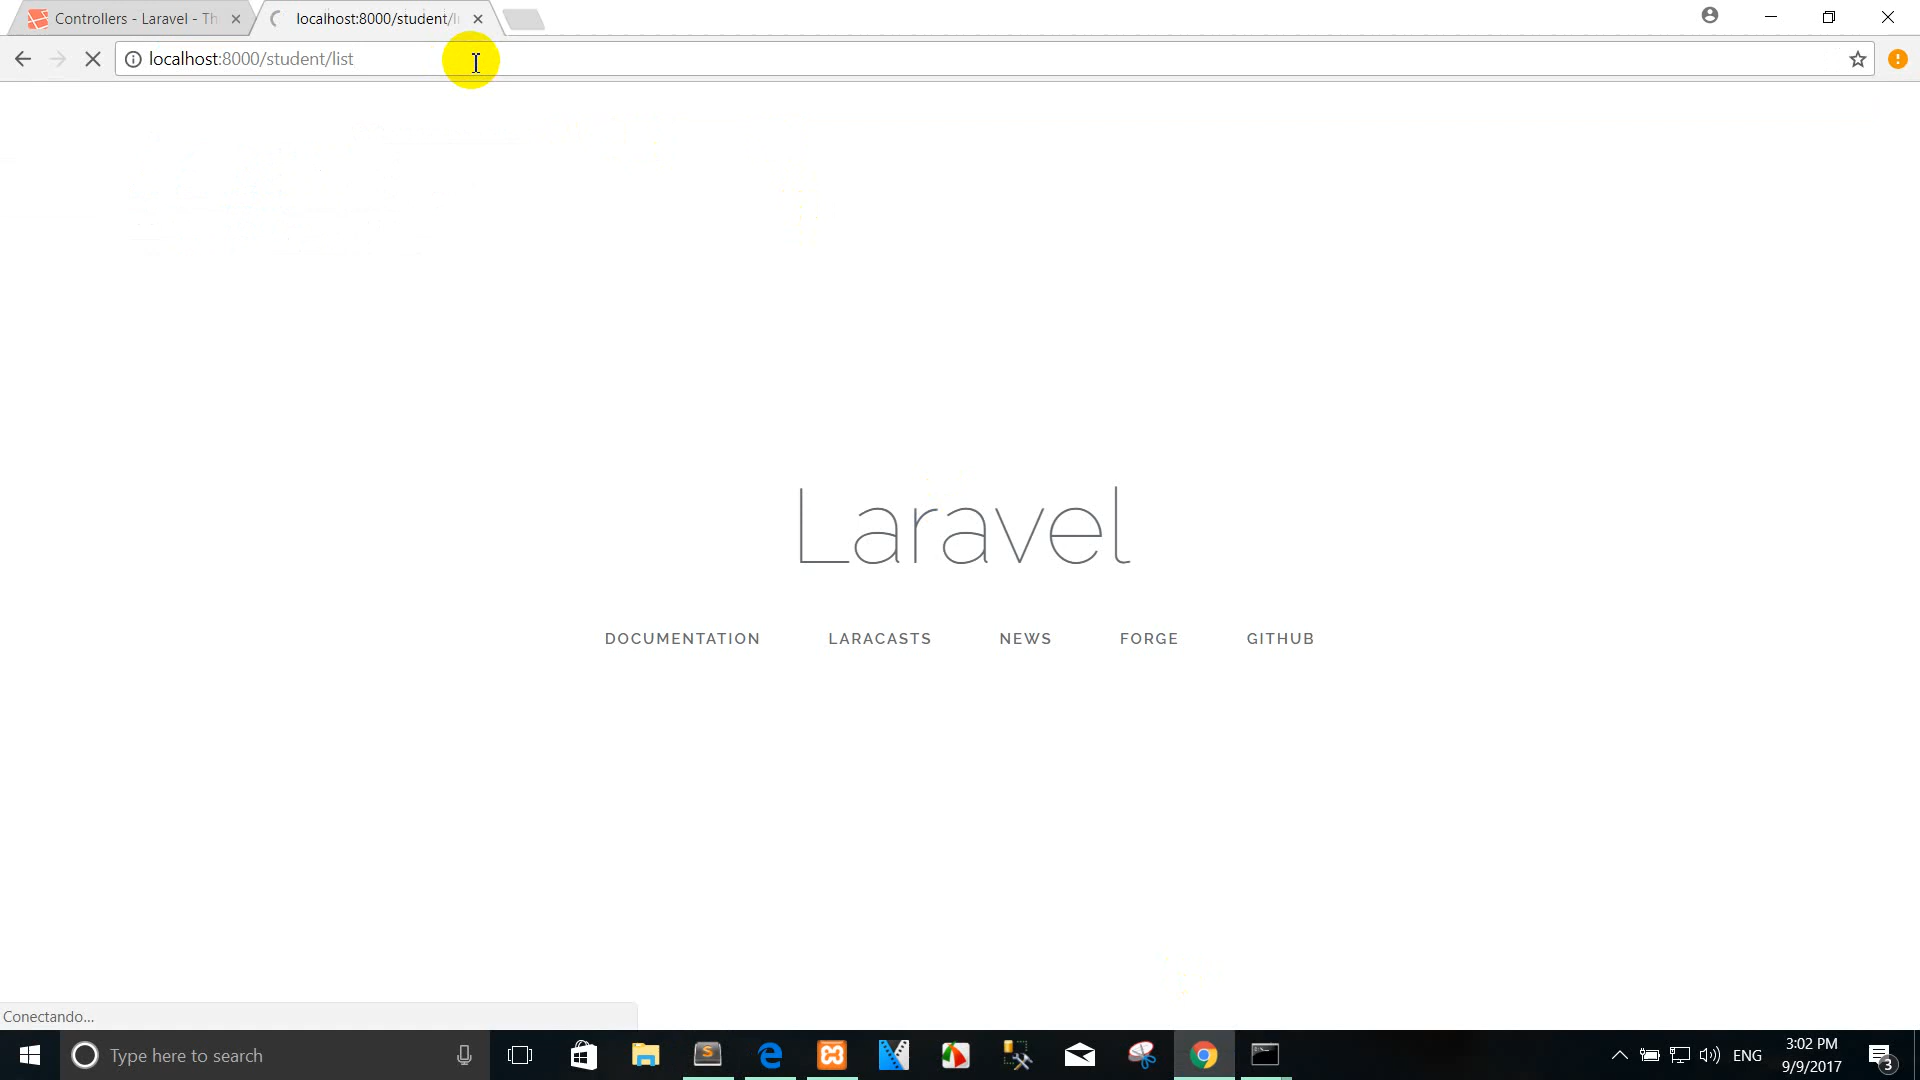 Controllers - Laravel - Th
localhost:8000/student/l
localhost:8000/student/list
Laravel
DOCUMENTATION LARACASTS NEWS FORGE GITHUB
Conectando...
Type here to search
ENG
3:02 PM
9/9/2017
3